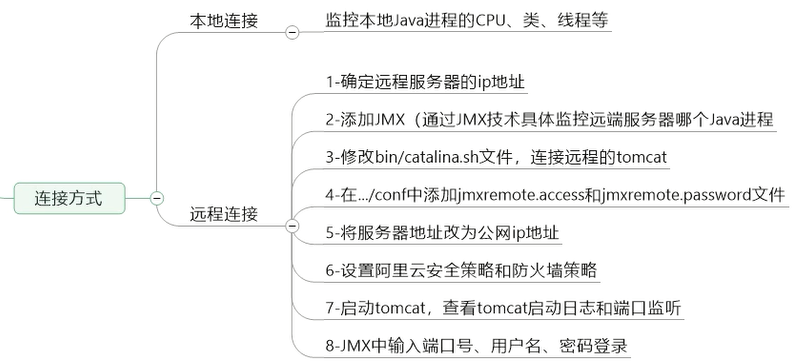 连接方式
本地连接
监控本地Java进程的CPU、类、线程等
远程连接
1-确定远程服务器的ip地址
2-添加JMX（通过JMX技术具体监控远端服务器哪个Java进程
3-修改bin/catalina.sh文件，连接远程的tomcat
4-在.../conf中添加jmxremote.access和jmxremote.password文件
5-将服务器地址改为公网ip地址
6-设置阿里云安全策略和防火墙策略
7-启动tomcat，查看tomcat启动日志和端口监听
8-JMX中输入端口号、用户名、密码登录